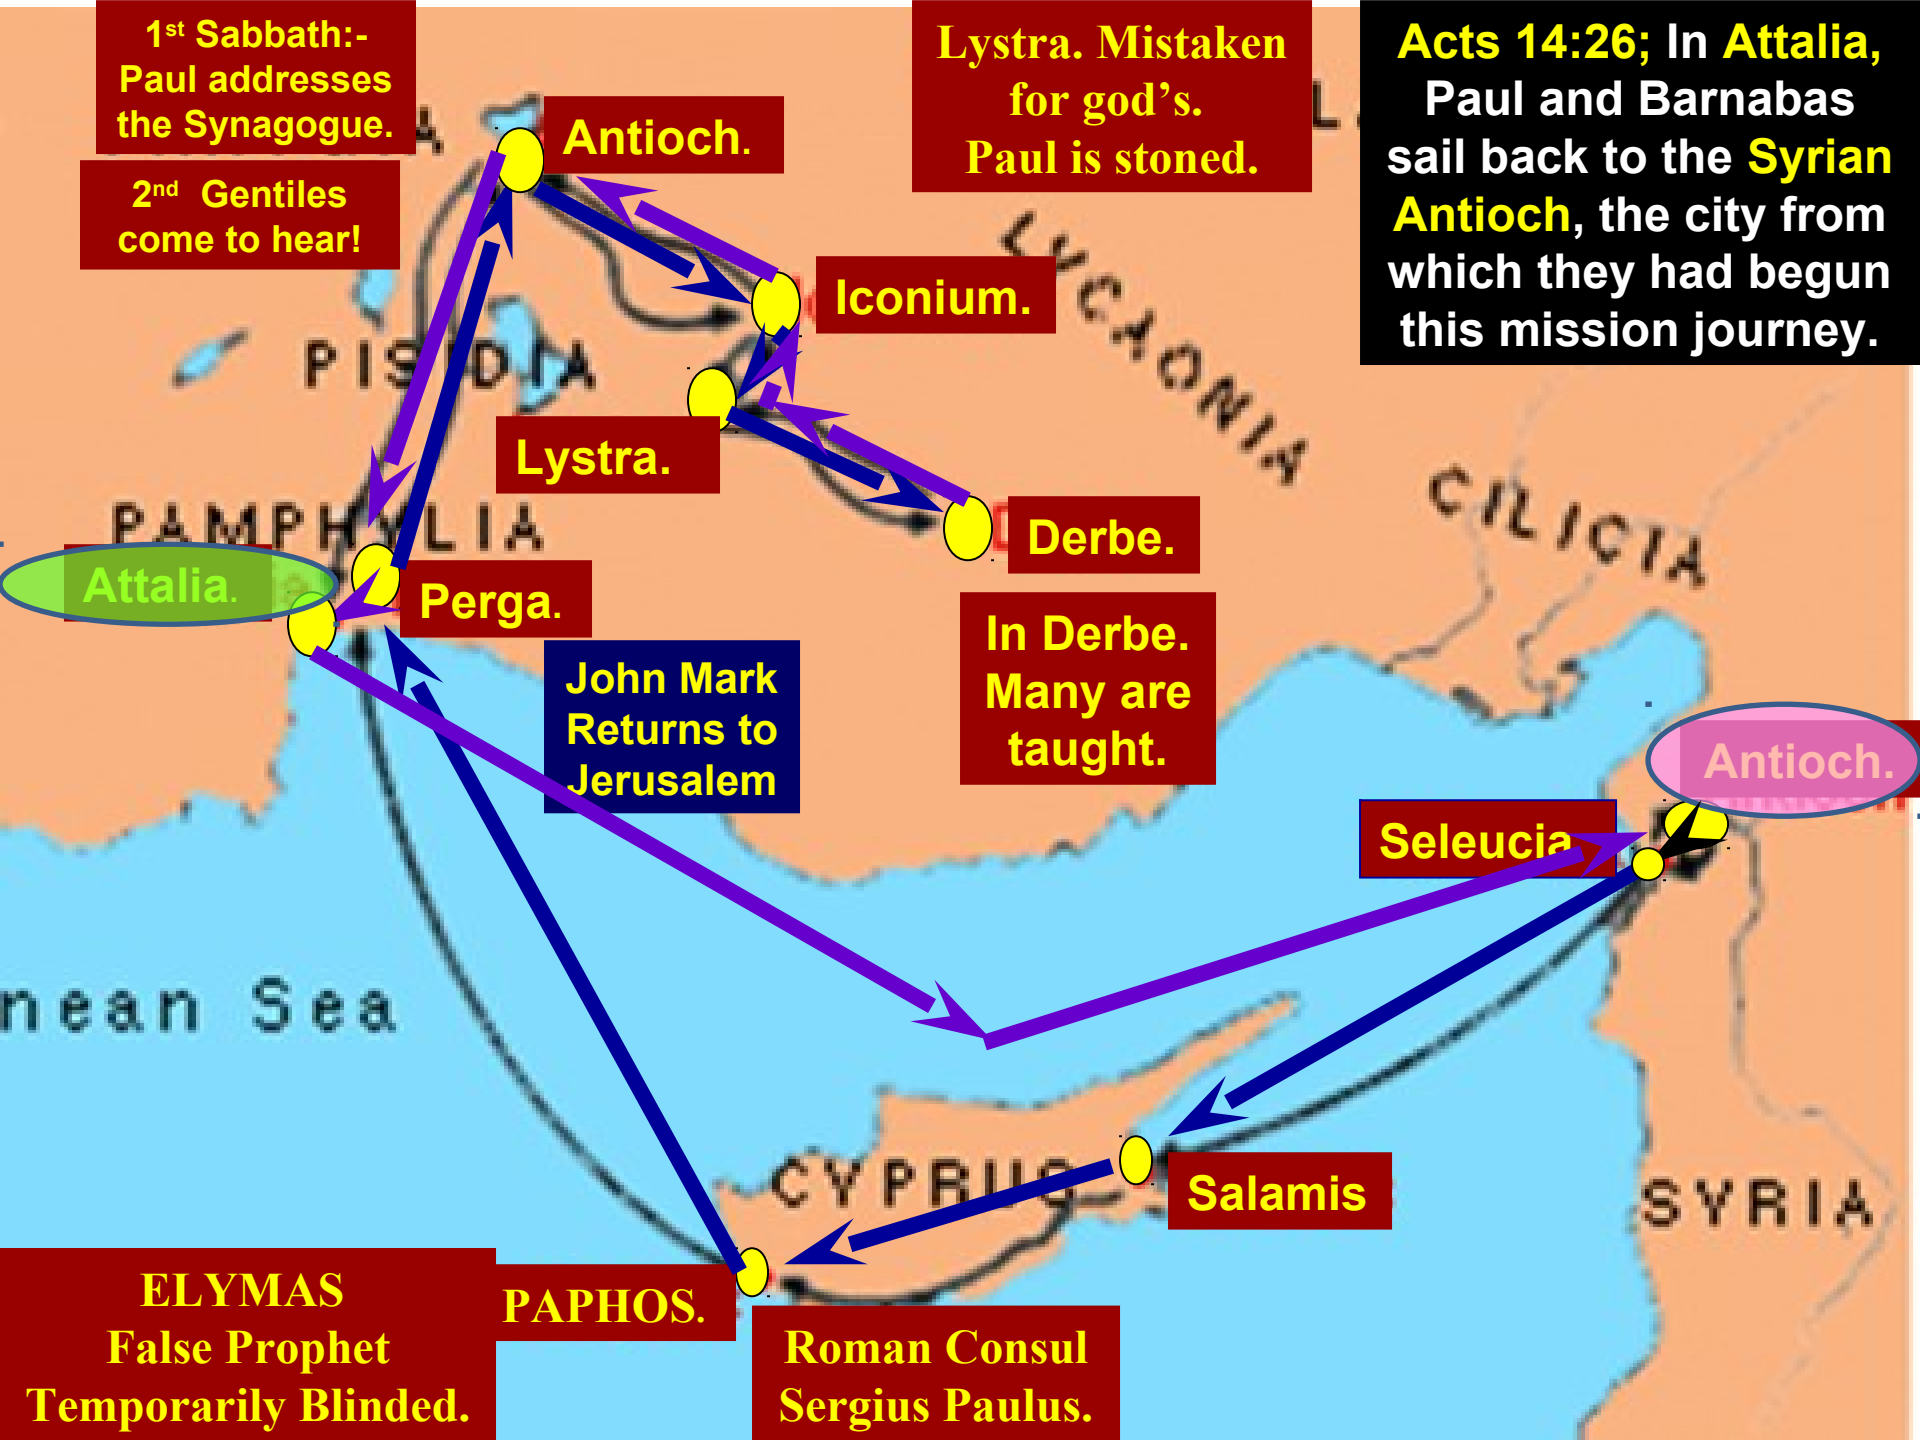 1st Sabbath:-
Paul addresses
the Synagogue.
2nd Gentiles
come to hear!
Antioch.
Lystra. Mistaken
for god's.
Paul is stoned.
Acts 14:26; In Attalia,
Paul and Barnabas
sail back to the Syrian
Antioch, the city from
which they had begun
this mission journey.
Iconium.
LYCAONIA
PISIDIA
Lystra.
CILICIA
PAMPHYLIA
Derbe.
Attalia.
Perga.
In Derbe.
Many are
taught.
John Mark
Returns to
Jerusalem
Antioch.
Seleucia
nean Sea
CYPRUS
Salamis
SYRIA
ELYMAS
False Prophet
Temporarily Blinded.
PAPHOS.
Roman Consul
Sergius Paulus.